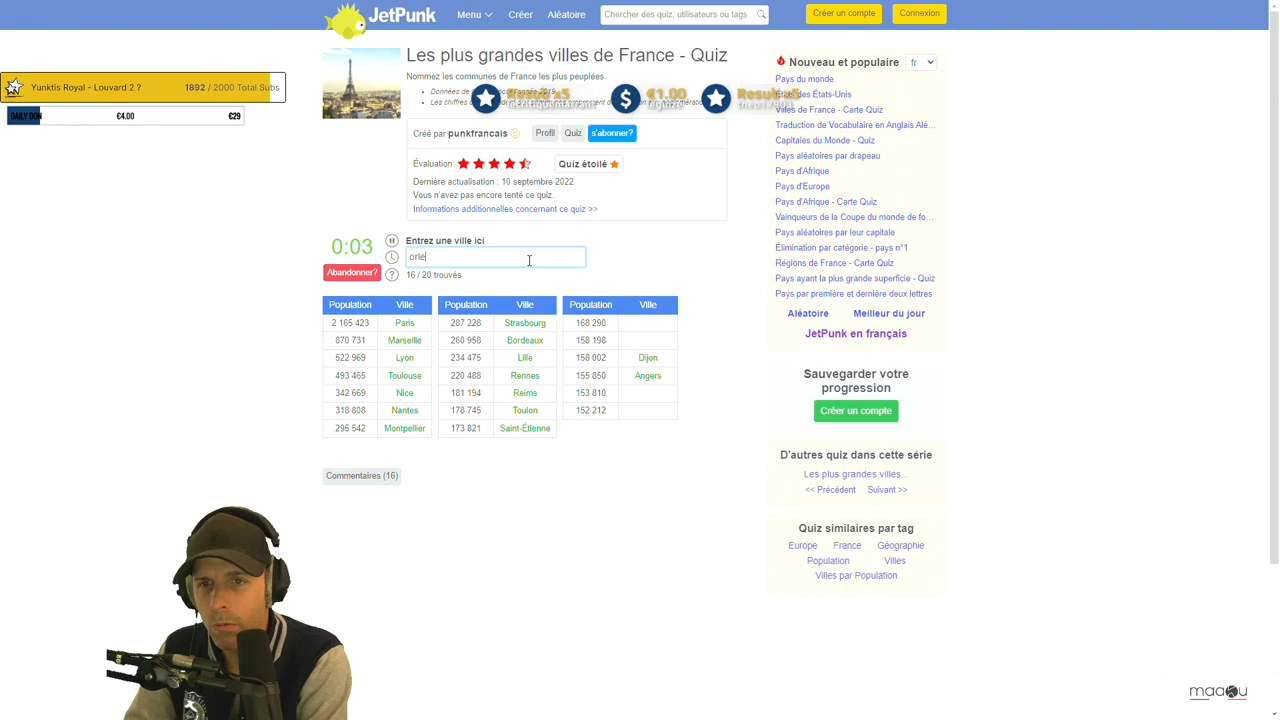 JetPunk
Menu
Créer
Aléatoire
Chercher des quiz, utilisateurs ou tags
Créer un compte
Connexion
Les plus grandes villes de France - Quiz
Nommez les communes de France les plus peuplées.
Yunktis Royal - Louvard 2 ?
1892 / 2000 Total Subs
DAILY DON
€4.00
€29
€1.00
Créé par punkfrancais
Profil
Quiz
s'abonner?
Évaluation:
Quiz étoilé
Dernière actualisation : 10 septembre 2022
Vous n'avez pas encore tenté ce quiz.
Informations additionnelles concernant ce quiz >>
0:03
Abandonner?
Entrez une ville ici
orle
16 / 20 trouvés
Population Ville
2 165 423 Paris
870 731 Marseille
522 969 Lyon
493 465 Toulouse
342 669 Nice
318 808 Nantes
295 542 Montpellier
Population Ville
287 228 Strasbourg
260 958 Bordeaux
234 475 Lille
220 488 Rennes
181 194 Reims
178 745 Toulon
173 821 Saint-Étienne
Population Ville
168 290
158 198
158 002 Dijon
155 850 Angers
153 810
152 212
Commentaires (16)
Nouveau et populaire
fr
Pays du monde
États des États-Unis
Villes de France - Carte Quiz
Traduction de Vocabulaire en Anglais Alé...
Capitales du Monde - Quiz
Pays aléatoires par drapeau
Pays d'Afrique
Pays d'Europe
Pays d'Afrique - Carte Quiz
Vainqueurs de la Coupe du monde de fo...
Pays aléatoires par leur capitale
Élimination par catégorie - pays n°1
Régions de France - Carte Quiz
Pays ayant la plus grande superficie - Quiz
Pays par première et dernière deux lettres
Aléatoire
Meilleur du jour
JetPunk en français
Sauvegarder votre
progression
Créer un compte
D'autres quiz dans cette série
Les plus grandes villes...
<< Précédent
Suivant >>
Quiz similaires par tag
Europe
France
Géographie
Population
Villes
Villes par Population
maaou